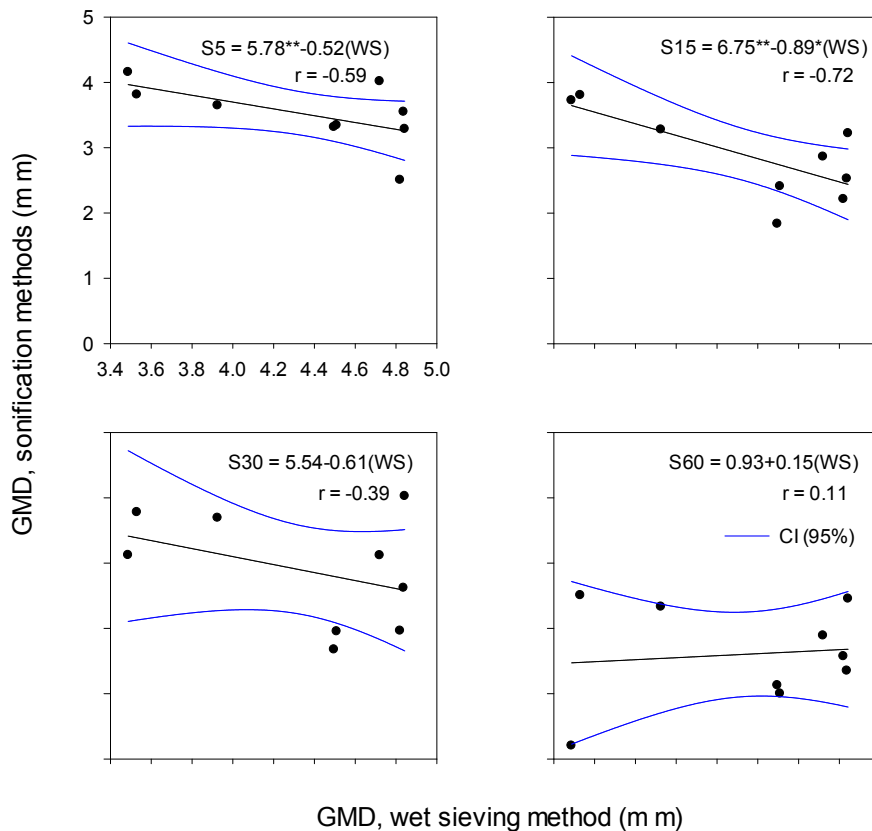 5
4
3
2
1
0
3.4 3.6 3.8 4.0 4.2 4.4 4.6 4.8 5.0
S5 = 5.78**-0.52(WS)
r = -0.59
S15 = 6.75**-0.89*(WS)
r = -0.72
S30 = 5.54-0.61(WS)
r = -0.39
S60 = 0.93+0.15(WS)
r = 0.11
CI (95%)
GMD, sonification methods (m m)
GMD, wet sieving method (m m)